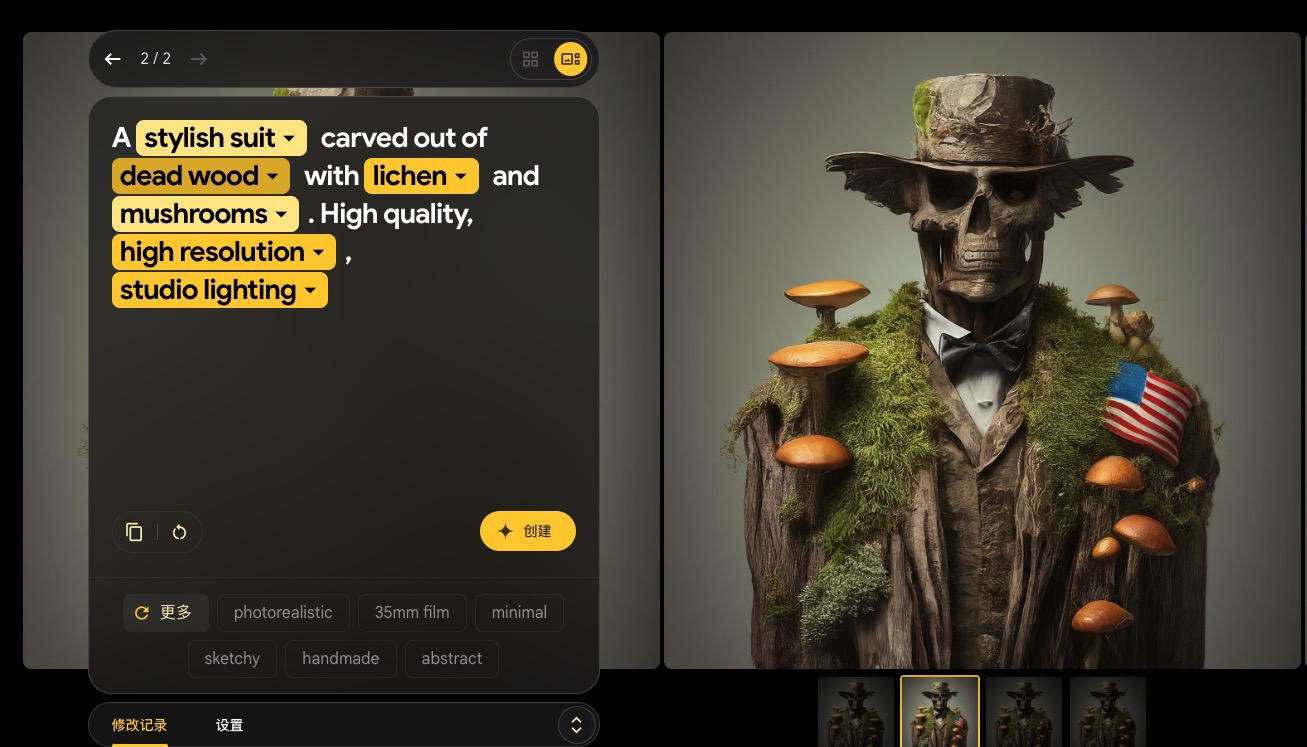 2 / 2
A stylish suit carved out of
dead wood with lichen and
mushrooms . High quality,
high resolution ,
studio lighting
创建
更多 photorealistic 35mm film minimal
sketchy handmade abstract
修改记录 设置